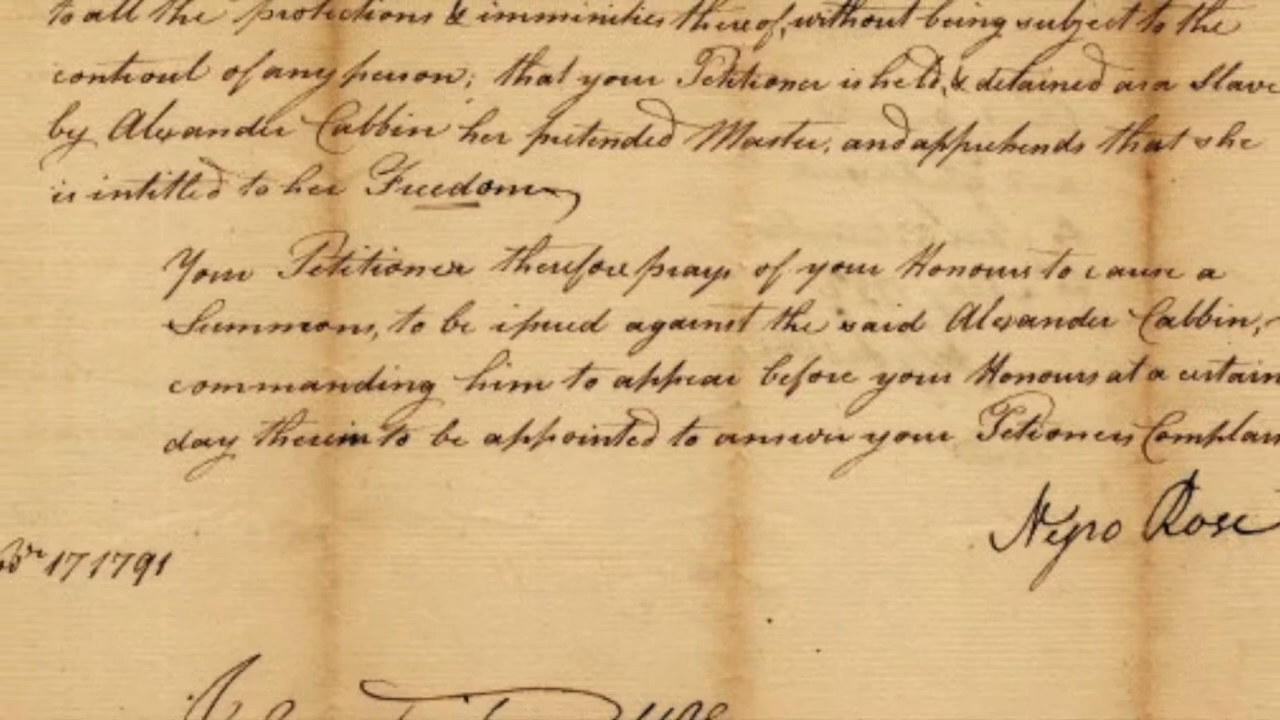 to all the protections & imminities thereof, without being subject to the
controul of any person; that your Petitioner is held, & detained as a Slave
by Alexander Cabbin her pretended Master, and apprehends that she
is intitled to her Freedom
Your Petitioner therefore prays of your Honours to cause a
Summons, to be issued against the said Alexander Cabbin,
commanding him to appear before your Honours at a certain
day therein to be appointed to answer your Petioners
Negro Rose
17 1791